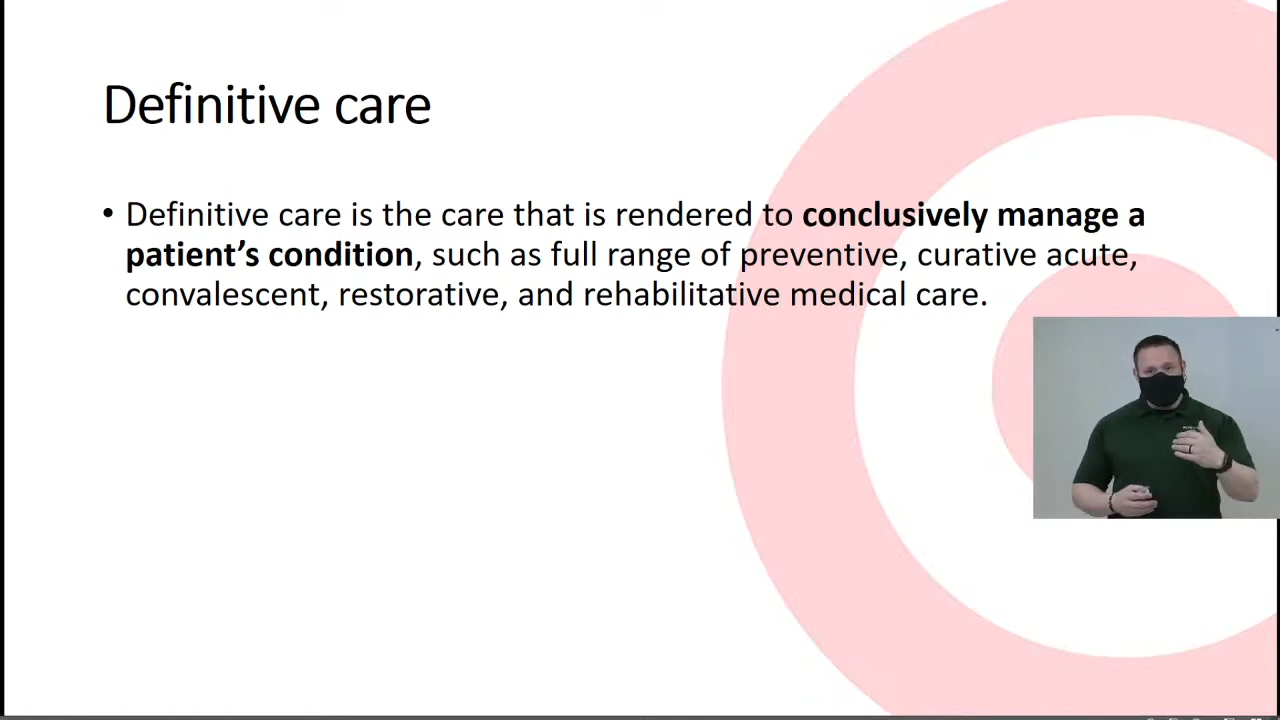 Definitive care
• Definitive care is the care that is rendered to conclusively manage a
patient’s condition, such as full range of preventive, curative acute,
convalescent, restorative, and rehabilitative medical care.